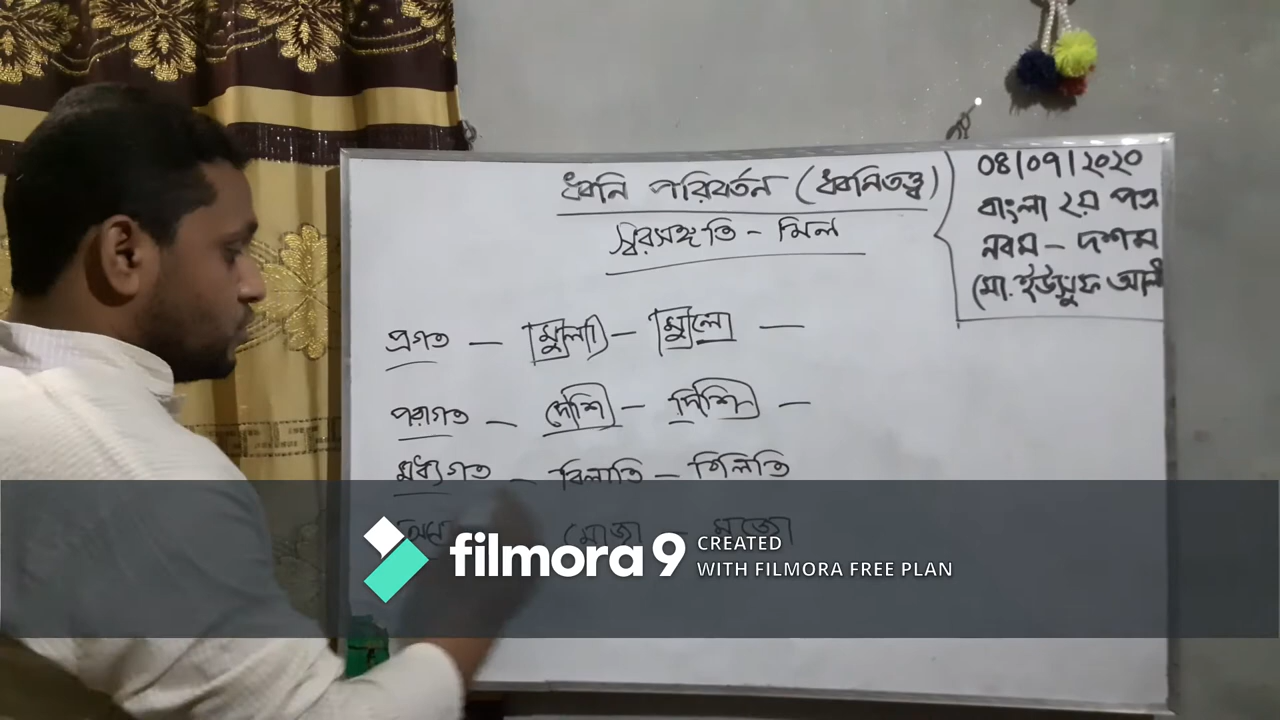 ধ্বনি পরিবর্তন (ধ্বনিতত্ত্ব)
স্বরসঙ্গতি - মিল
০৪/০৭/২০২০
বাংলা ২য় পত্র
নবম - দশম
মো. ইউসুফ আলী
প্রগত — মুলা - মুলো —
পরাগত — দেশি - দিশি —
মধ্যগত - বিলাতি - বিলিতি
মোজা - মুজো
filmora 9 CREATED
WITH FILMORA FREE PLAN